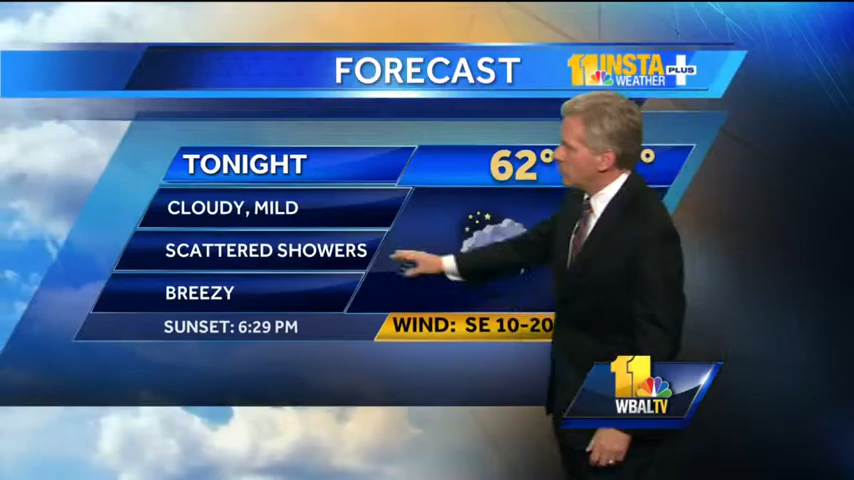 FORECAST
11 INSTA
WEATHER
PLUS
TONIGHT
62° °
CLOUDY, MILD
SCATTERED SHOWERS
BREEZY
SUNSET: 6:29 PM
WIND: SE 10-20
11
WBALTV